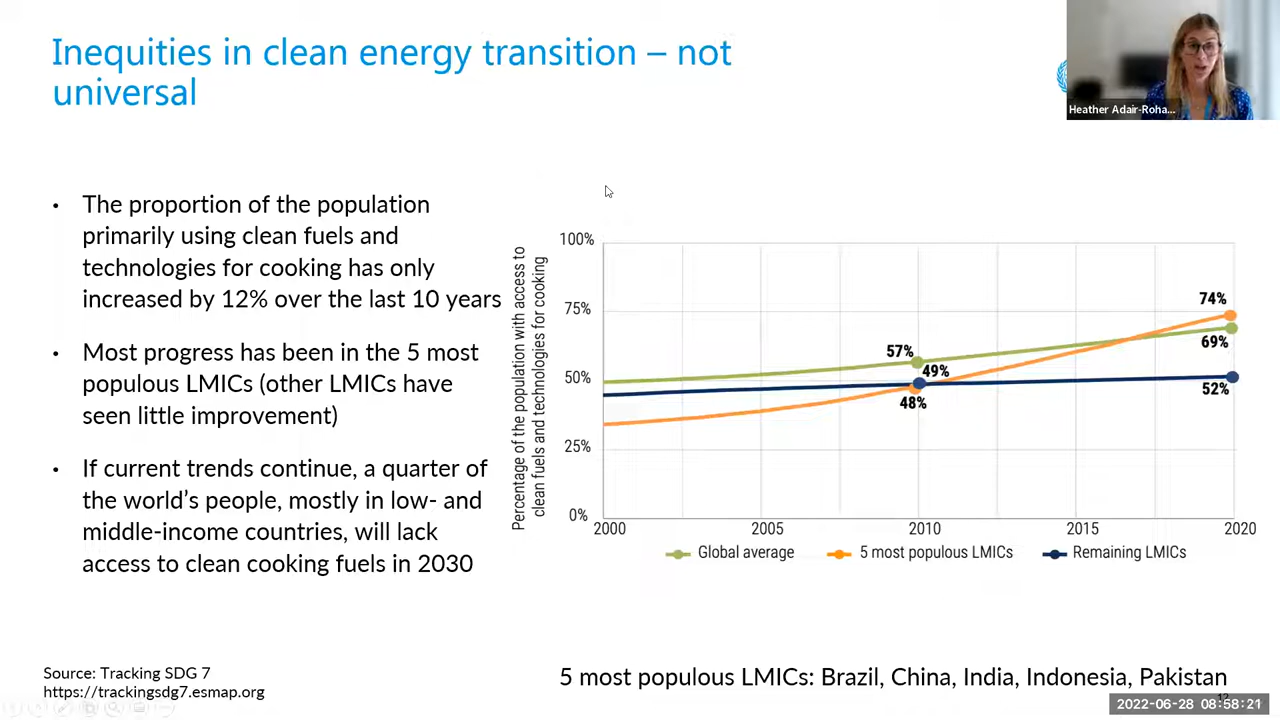 Inequities in clean energy transition – not
universal
Heather Adair-Roha...
• The proportion of the population
primarily using clean fuels and
technologies for cooking has only
increased by 12% over the last 10 years
• Most progress has been in the 5 most
populous LMICs (other LMICs have
seen little improvement)
• If current trends continue, a quarter of
the world's people, mostly in low- and
middle-income countries, will lack
access to clean cooking fuels in 2030
Percentage of the population with access to
clean fuels and technologies for cooking
100%
75%
50%
25%
0%
57%
49%
48%
74%
69%
52%
2000
2005
2010
2015
2020
Global average
5 most populous LMICs
Remaining LMICs
Source: Tracking SDG 7
https://trackingsdg7.esmap.org
5 most populous LMICs: Brazil, China, India, Indonesia, Pakistan
2022-06-28 08:58:21